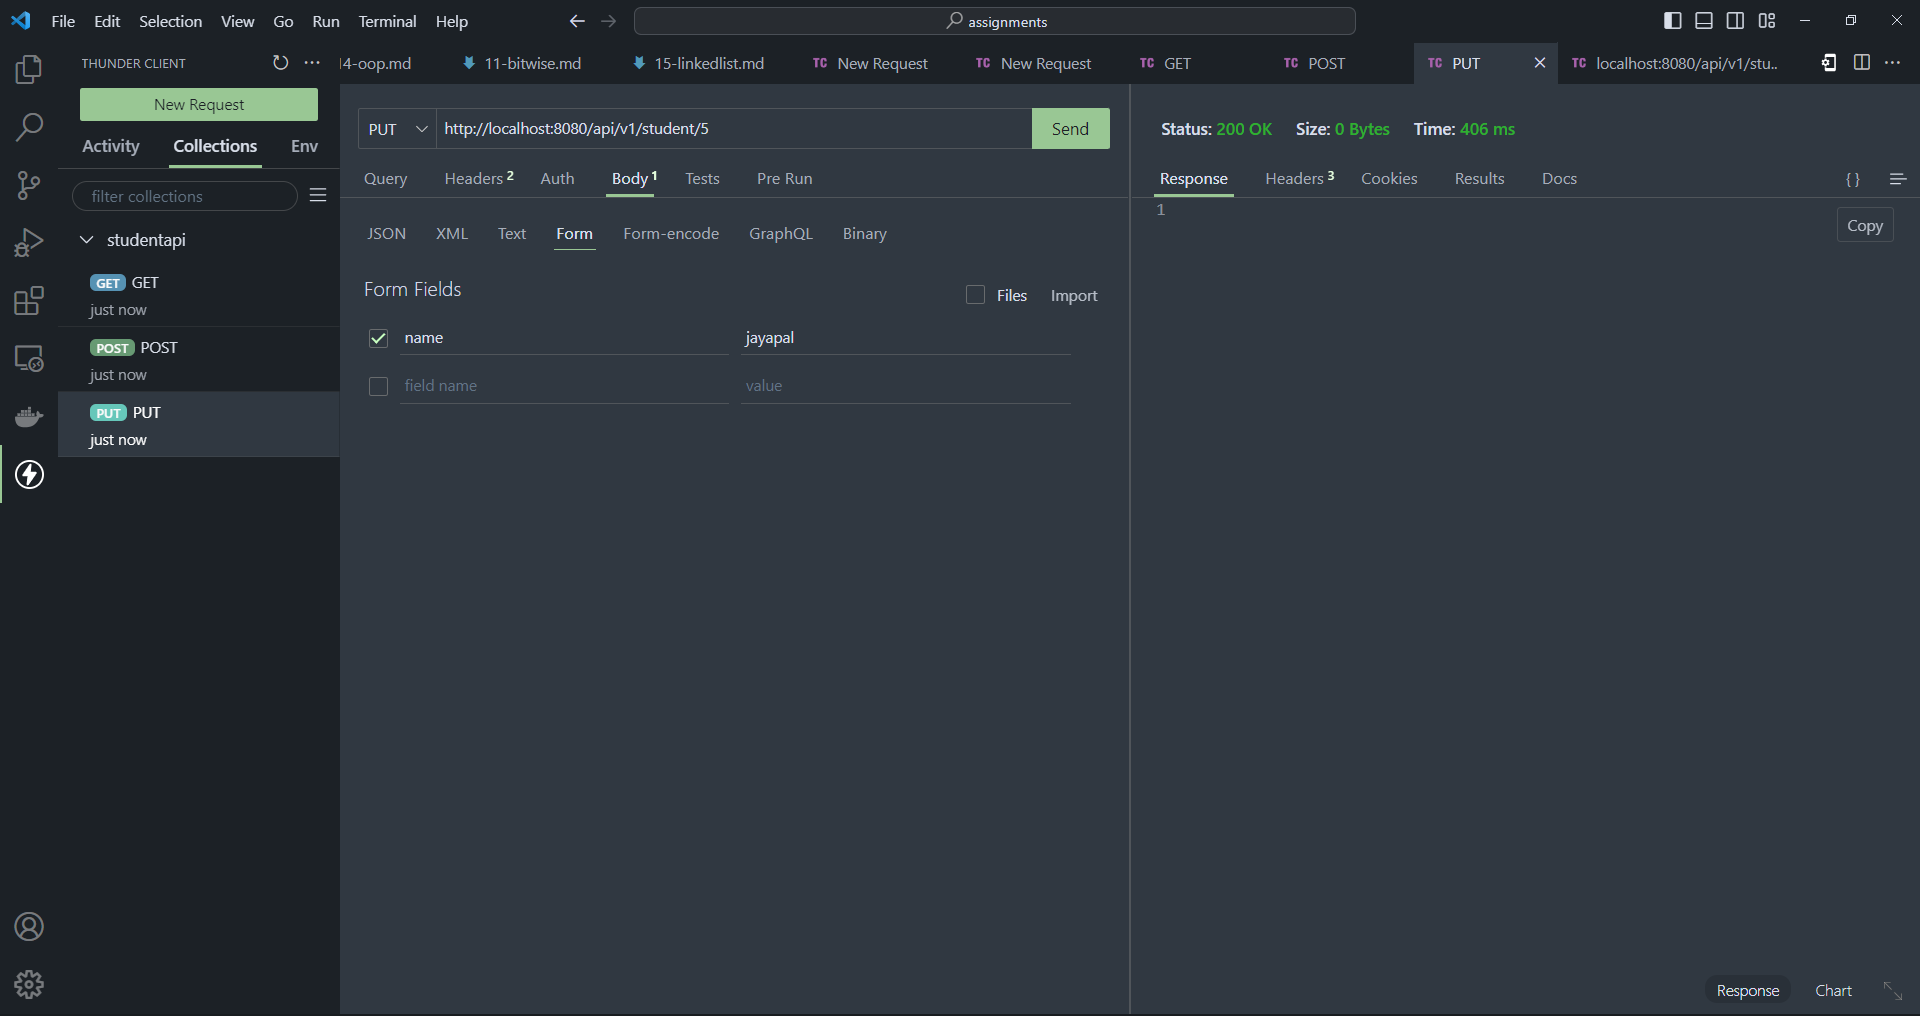 File Edit Selection View Go Run Terminal Help
assignments
THUNDER CLIENT
4-oop.md 11-bitwise.md 15-linkedlist.md TC New Request TC New Request TC GET TC POST TC PUT TC localhost:8080/api/v1/stu..
New Request
Activity Collections Env
filter collections
studentapi
GET GET
just now
POST POST
just now
PUT PUT
just now
PUT http://localhost:8080/api/v1/student/5 Send
Query Headers 2 Auth Body 1 Tests Pre Run
JSON XML Text Form Form-encode GraphQL Binary
Form Fields
Files Import
name jayapal
field name value
Status: 200 OK Size: 0 Bytes Time: 406 ms
Response Headers 3 Cookies Results Docs { }
1
Copy
Response Chart